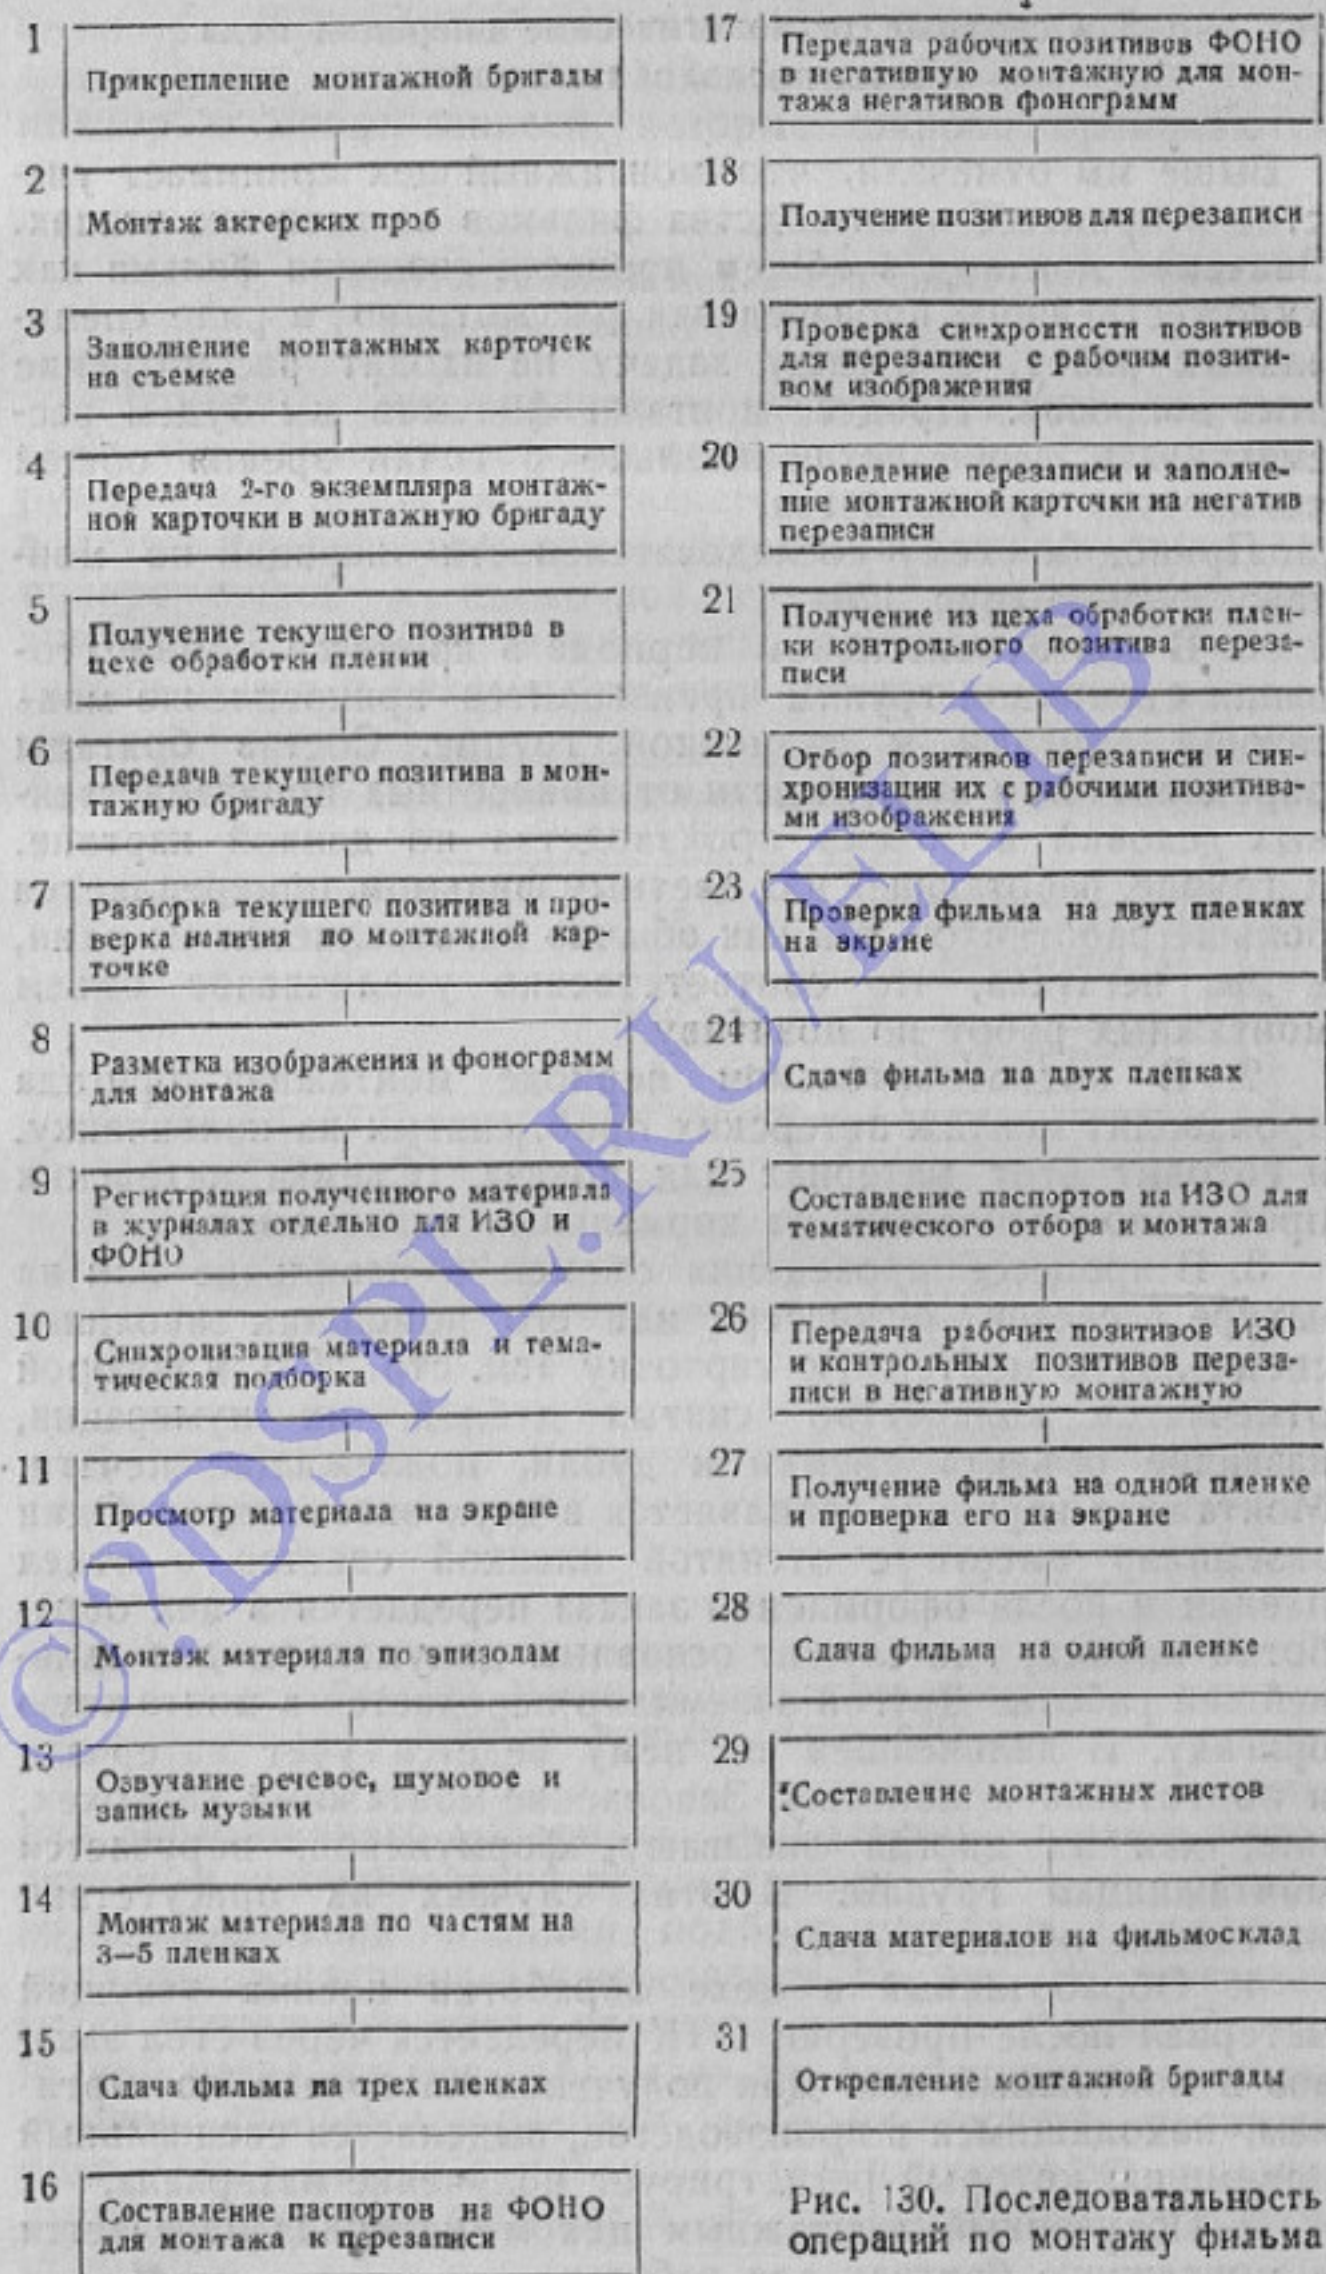 1
Прикрепление монтажной бригады
2
Монтаж актерских проб
3
Заполнение монтажных карточек
на съемке
4
Передача 2-го экземпляра монтаж-
ной карточки в монтажную бригаду
5
Получение текущего позитива в
цехе обработки пленки
6
Передача текущего позитива в мон-
тажную бригаду
7
Разборка текущего позитива и про-
верка наличия по монтажной кар-
точке
8
Разметка изображения и фонограмм
для монтажа
9
Регистрация полученного материала
в журналах отдельно для ИЗО и
ФОНО
10
Синхронизация материала и тема-
тическая подборка
11
Просмотр материала на экране
12
Монтаж материала по эпизодам
13
Озвучание речевое, шумовое и
запись музыки
14
Монтаж материала по частям на
3—5 пленках
15
Сдача фильма на трех пленках
16
Составление паспортов на ФОНО
для монтажа к перезаписи
17
Передача рабочих позитивов ФОНО
в негативную монтажную для мон-
тажа негативов фонограмм
18
Получение позитивов для перезаписи
19
Проверка синхронности позитивов
для перезаписи с рабочим позити-
вом изображения
20
Проведение перезаписи и заполне-
ние монтажной карточки на негатив
перезаписи
21
Получение из цеха обработки плен-
ки контрольного позитива переза-
писи
22
Отбор позитивов перезаписи и син-
хронизация их с рабочими позитива-
ми изображения
23
Проверка фильма на двух пленках
на экране
24
Сдача фильма на двух пленках
25
Составление паспортов на ИЗО для
тематического отбора и монтажа
26
Передача рабочих позитивов ИЗО
и контрольных позитивов переза-
писи в негативную монтажную
27
Получение фильма на одной пленке
и проверка его на экране
28
Сдача фильма на одной пленке
29
Составление монтажных листов
30
Сдача материалов на фильмосклад
31
Открепление монтажной бригады
Рис. 130. Последоватальность
операций по монтажу фильма
©?DSPL.RU/ELIB